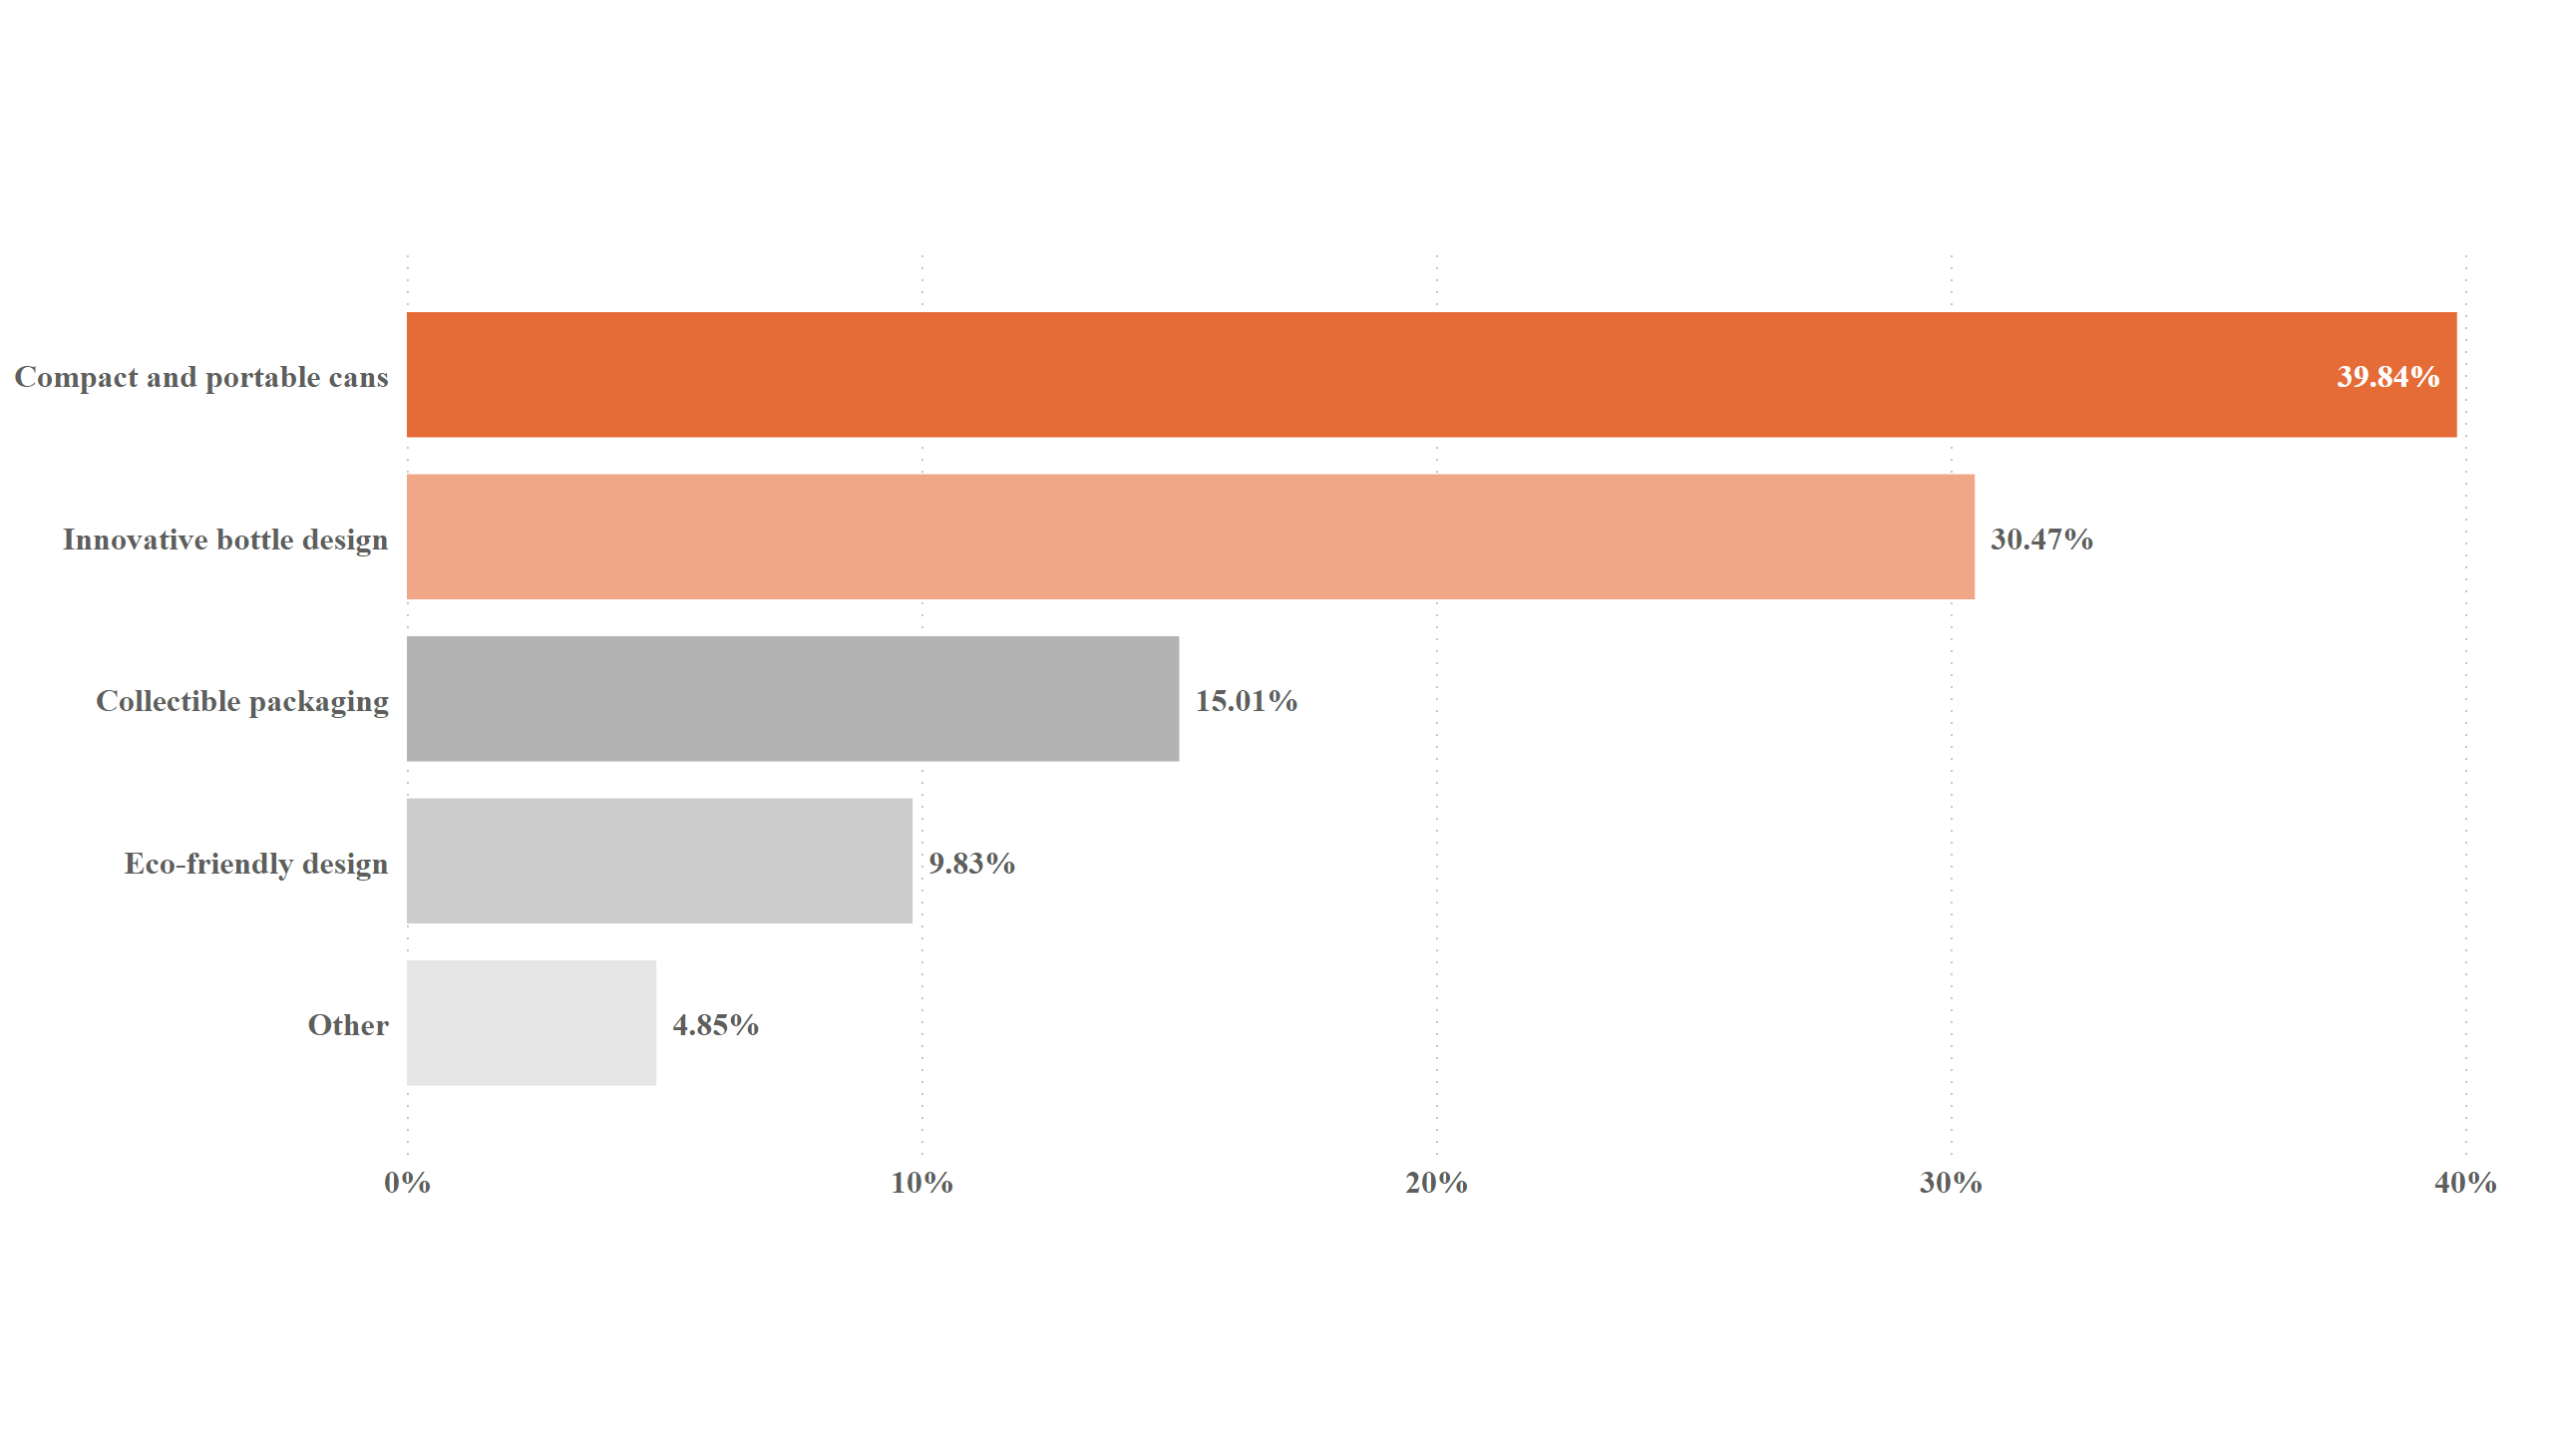 Compact and portable cans 39.84%
Innovative bottle design 30.47%
Collectible packaging 15.01%
Eco-friendly design 9.83%
Other 4.85%
0% 10% 20% 30% 40%